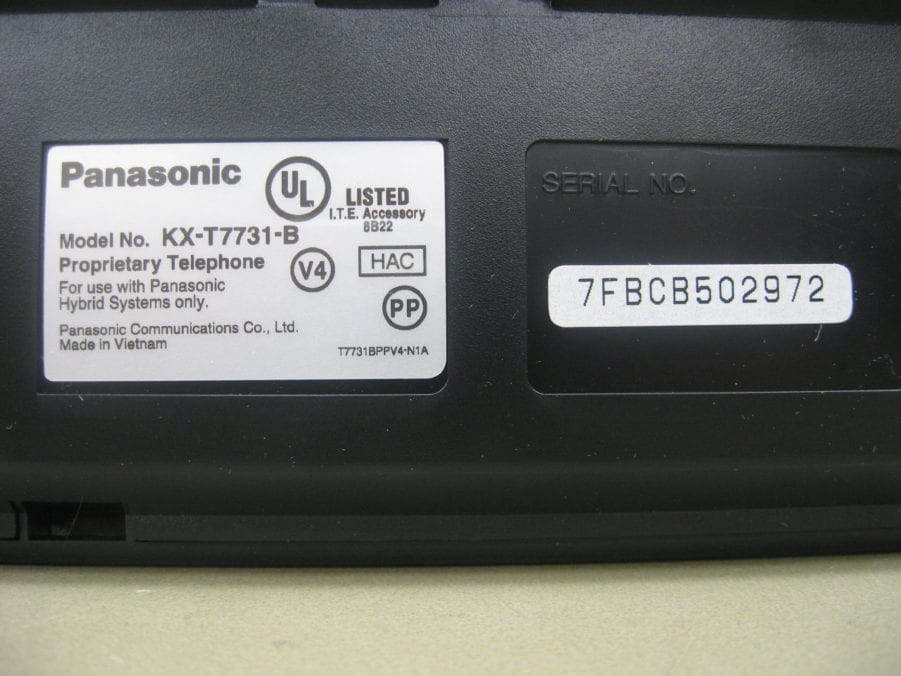 Panasonic
UL
LISTED
I.T.E. Accessory
8B22
Model No. KX-T7731-B
Proprietary Telephone
V4
HAC
For use with Panasonic
Hybrid Systems only.
PP
Panasonic Communications Co., Ltd.
Made in Vietnam
T7731BPPV4-N1A
SERIAL NO.
7FBCB502972